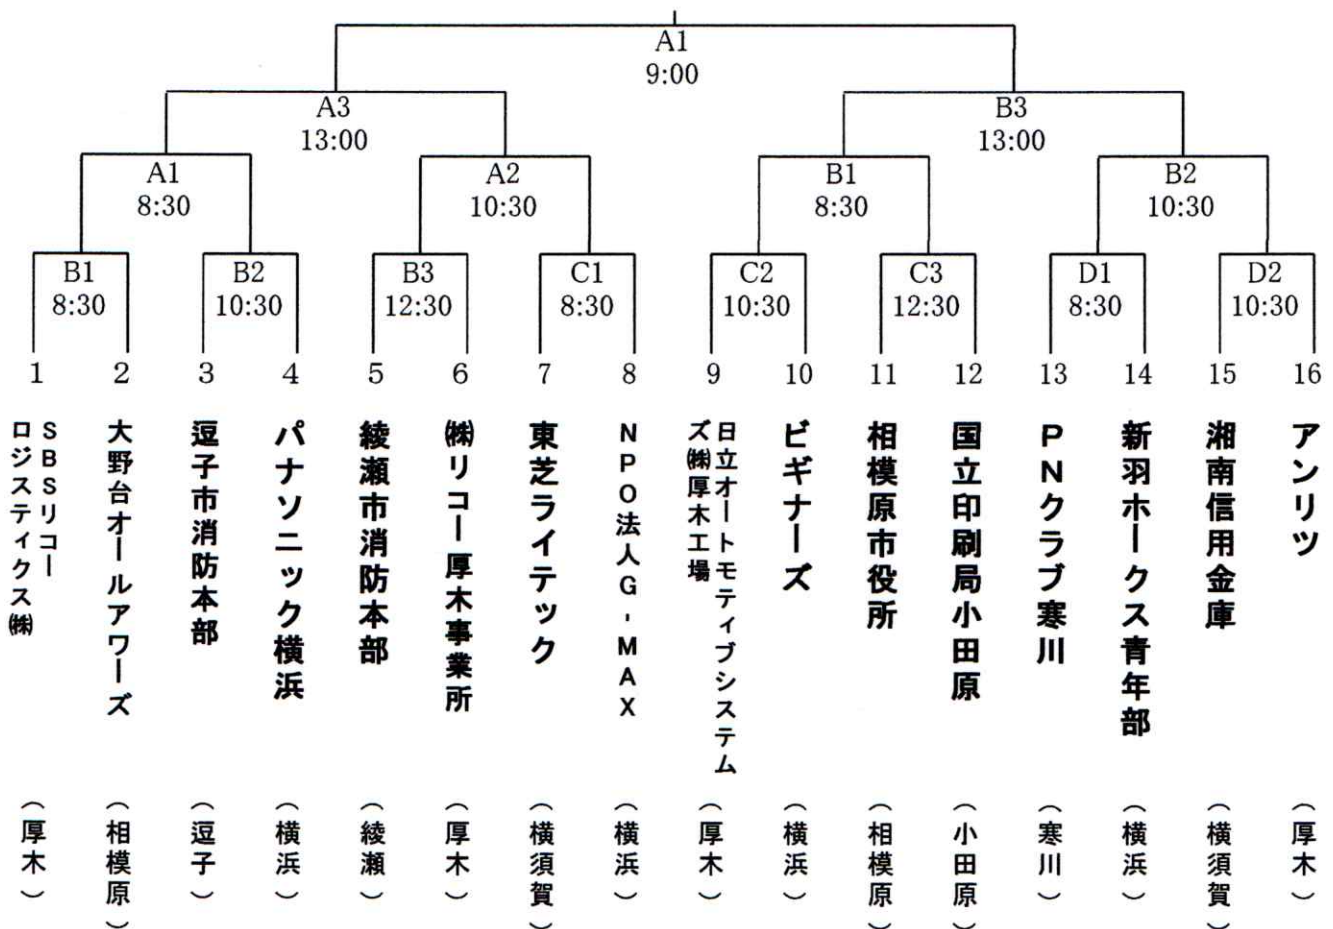 A1
9:00
A3
13:00
B3
13:00
A1
8:30
A2
10:30
B1
8:30
B2
10:30
B1
8:30
B2
10:30
B3
12:30
C1
8:30
C2
10:30
C3
12:30
D1
8:30
D2
10:30
1
2
3
4
5
6
7
8
9
10
11
12
13
14
15
16
SBSリコー
ロジスティクス㈱
大野台オールアワーズ
逗子市消防本部
パナソニック横浜
綾瀬市消防本部
㈱リコー厚木事業所
東芝ライテック
NPO法人G-MAX
日立オートモティブシステム
ズ㈱厚木工場
ビギナーズ
相模原市役所
国立印刷局小田原
PNクラブ寒川
新羽ホークス青年部
湘南信用金庫
アンリツ
(厚木)
(相模原)
(逗子)
(横浜)
(綾瀬)
(厚木)
(横須賀)
(横浜)
(厚木)
(横浜)
(相模原)
(小田原)
(寒川)
(横浜)
(横須賀)
(厚木)